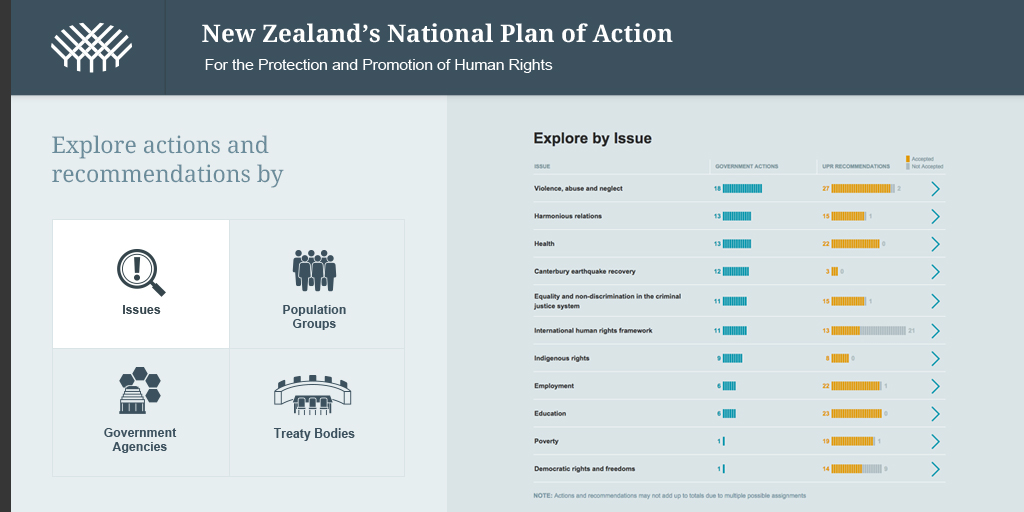 New Zealand’s National Plan of Action
For the Protection and Promotion of Human Rights
Explore actions and
recommendations by
Issues
Population
Groups
Government
Agencies
Treaty Bodies
Explore by Issue
ISSUE GOVERNMENT ACTIONS UPR RECOMMENDATIONS Accepted
Not Accepted
Violence, abuse and neglect 18 27 2
Harmonious relations 13 15 1
Health 13 22 0
Canterbury earthquake recovery 12 3 0
Equality and non-discrimination in the criminal
justice system 11 1
International human rights framework 11 13 21
Indigenous rights 9 8 0
Employment 6 22 1
Education 6 23 0
Poverty 1 19 1
Democratic rights and freedoms 1 14
NOTE: Actions and recommendations may not add up to totals due to multiple possible assignments